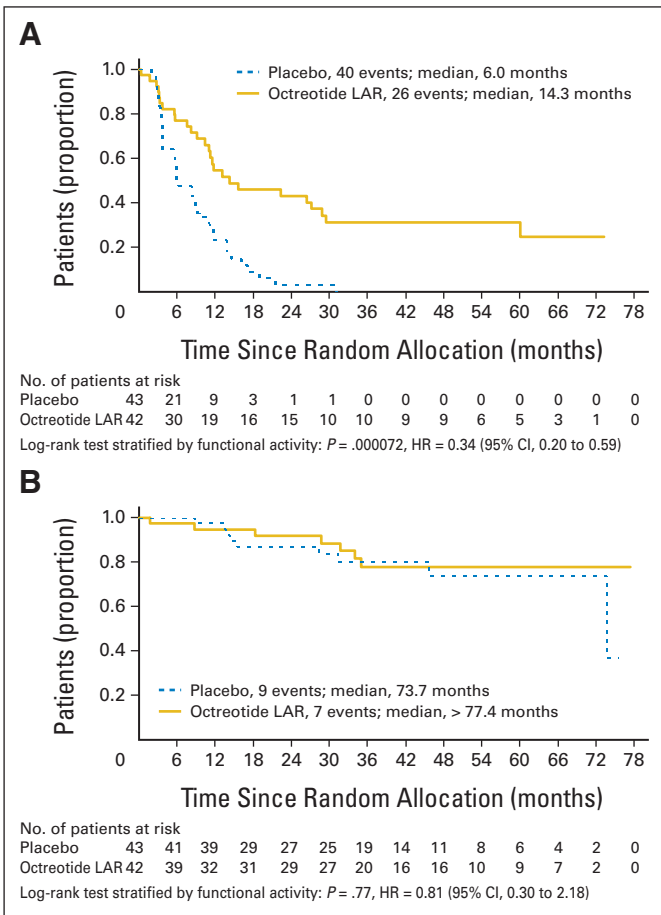 A
Placebo, 40 events; median, 6.0 months
Octreotide LAR, 26 events; median, 14.3 months
Patients (proportion)
1.0
0.8
0.6
0.4
0.2
0 6 12 18 24 30 36 42 48 54 60 66 72 78
Time Since Random Allocation (months)
No. of patients at risk
Placebo 43 21 9 3 1 1 0 0 0 0 0 0 0 0
Octreotide LAR 42 30 19 16 15 10 10 9 9 6 5 3 1 0
Log-rank test stratified by functional activity: P = .000072, HR = 0.34 (95% CI, 0.20 to 0.59)
B
Patients (proportion)
1.0
0.8
0.6
0.4
0.2
Placebo, 9 events; median, 73.7 months
Octreotide LAR, 7 events; median, > 77.4 months
0 6 12 18 24 30 36 42 48 54 60 66 72 78
Time Since Random Allocation (months)
No. of patients at risk
Placebo 43 41 39 29 27 25 19 14 11 8 6 4 2 0
Octreotide LAR 42 39 32 31 29 27 20 16 16 10 9 7 2 0
Log-rank test stratified by functional activity: P = .77, HR = 0.81 (95% CI, 0.30 to 2.18)